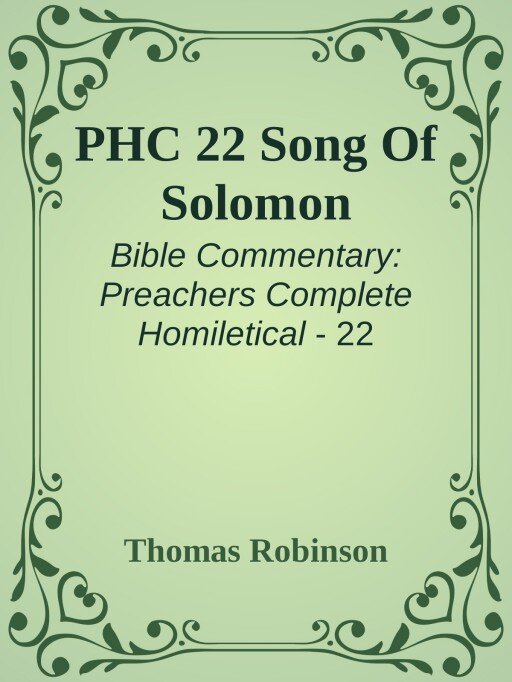 PHC 22 Song Of
Solomon
Bible Commentary:
Preachers Complete
Homiletical - 22
Thomas Robinson